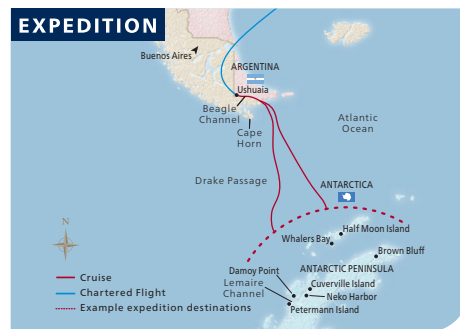 EXPEDITION
Buenos Aires
ARGENTINA
Ushuaia
Beagle
Channel
Cape
Horn
Atlantic
Ocean
Drake Passage
ANTARCTICA
Half Moon Island
Whalers Bay
Brown Bluff
N
Damoy Point
ANTARCTIC PENINSULA
Lemaire
Channel
Cuverville Island
Neko Harbor
Petermann Island
Cruise
Chartered Flight
Example expedition destinations